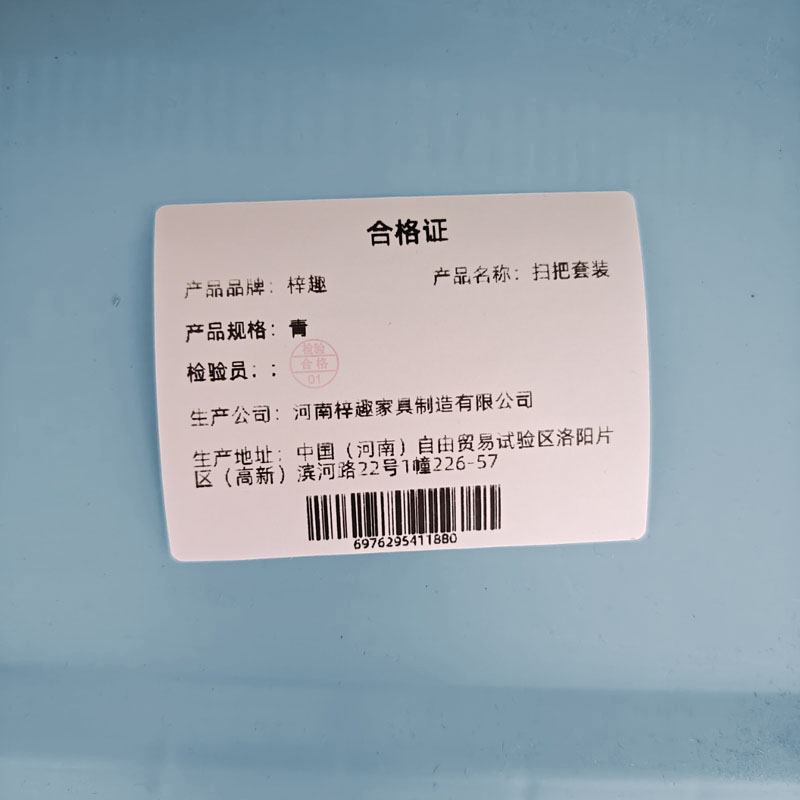 合格证
产品品牌：梓趣 产品名称：扫把套装
产品规格：青
检验员：：
检验
合格
01
生产公司：河南梓趣家具制造有限公司
生产地址：中国（河南）自由贸易试验区洛阳片
区（高新）滨河路22号1幢226-57
6976295411880